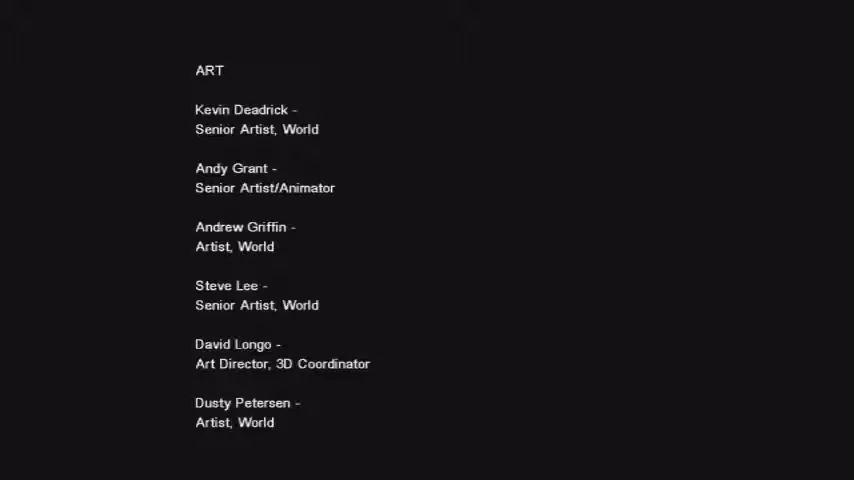 ART
Kevin Deadrick -
Senior Artist, World
Andy Grant -
Senior Artist/Animator
Andrew Griffin -
Artist, World
Steve Lee -
Senior Artist, World
David Longo -
Art Director, 3D Coordinator
Dusty Petersen -
Artist, World